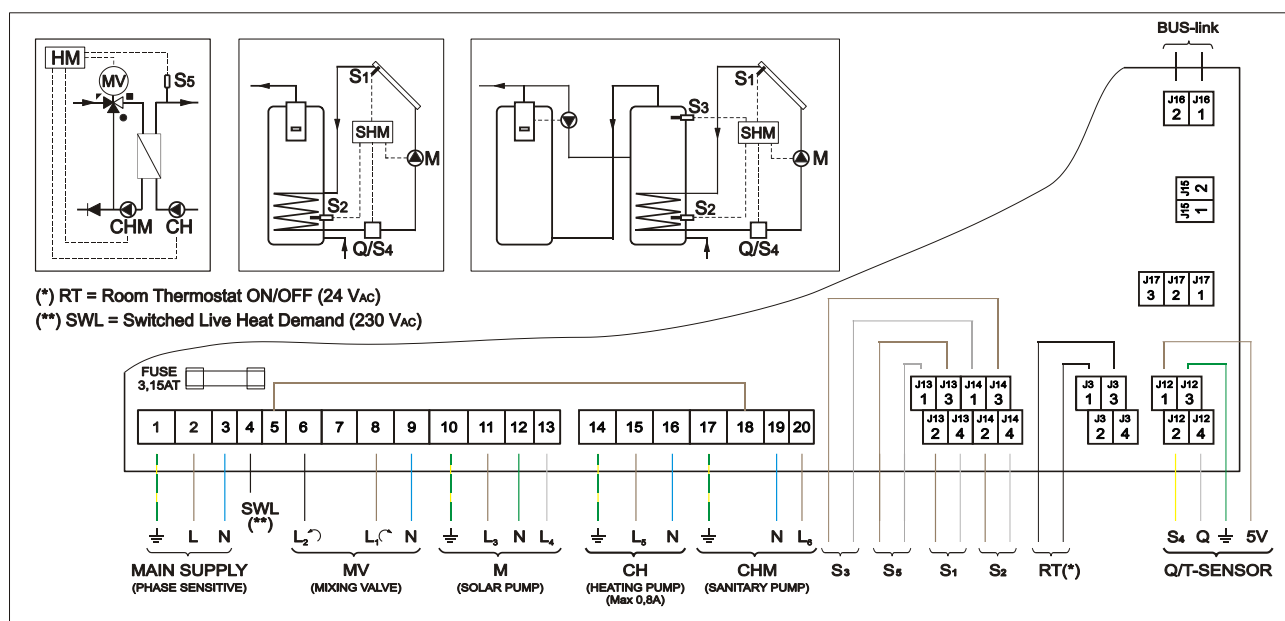 BUS-link
HM
MV
S5
CHM
CH
S1
SHM
M
S2
Q/S4
S1
S3
SHM
M
S2
Q/S4
J16 J16
2 1
J15 2
J15 1
J17 J17 J17
3 2 1
(*) RT = Room Thermostat ON/OFF (24 VAC)
(**) SWL = Switched Live Heat Demand (230 VAC)
FUSE
3,15AT
J13 J13 J14 J14
1 3 1 3
J13 J13 J14 J14
2 4 2 4
J3 J3
1 3
J3 J3
2 4
J12 J12
1 3
J12 J12
2 4
1 2 3 4 5 6 7 8 9 10 11 12 13 14 15 16 17 18 19 20
SWL
(**)
L N L2 L1 N L3 N L4 L5 N N L6
S4 Q 5V
MAIN SUPPLY
(PHASE SENSITIVE)
MV
(MIXING VALVE)
M
(SOLAR PUMP)
CH
(HEATING PUMP)
(Max 0,8A)
CHM
(SANITARY PUMP)
S3 S5 S1 S2 RT(*)
Q/T-SENSOR